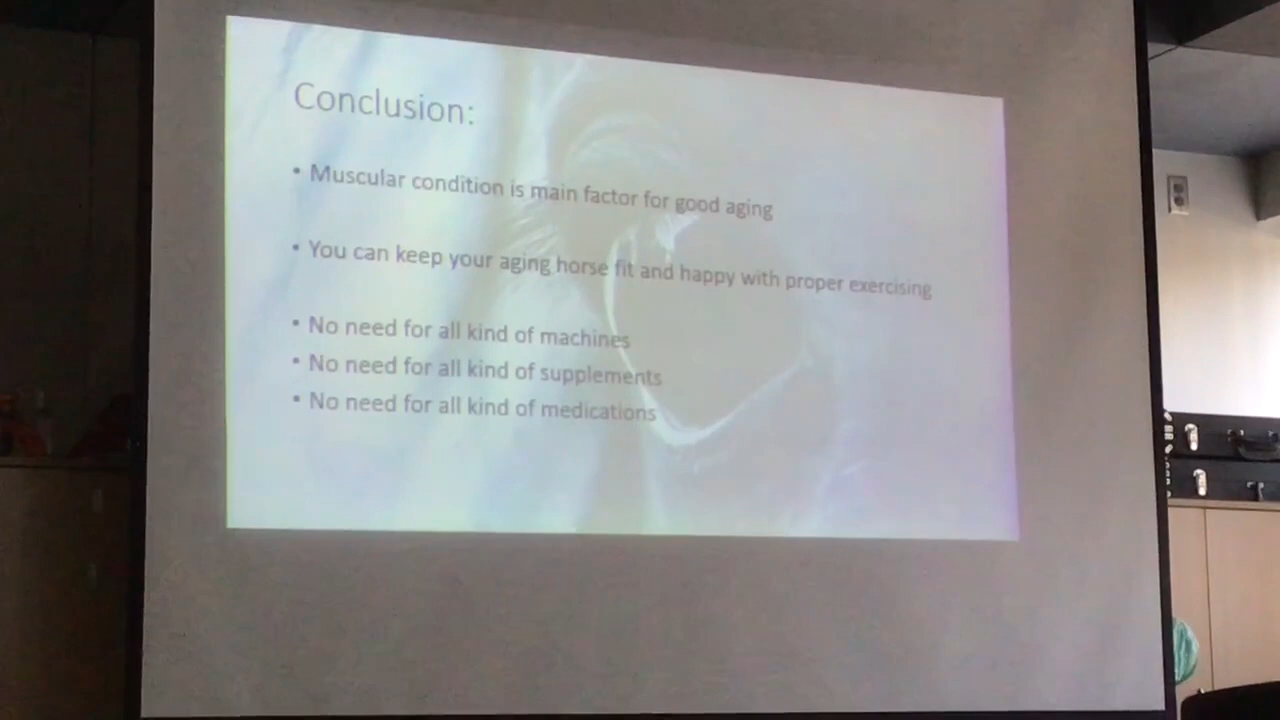 Conclusion:
• Muscular condition is main factor for good aging
• You can keep your aging horse fit and happy with proper exercising
• No need for all kind of machines
• No need for all kind of supplements
• No need for all kind of medications